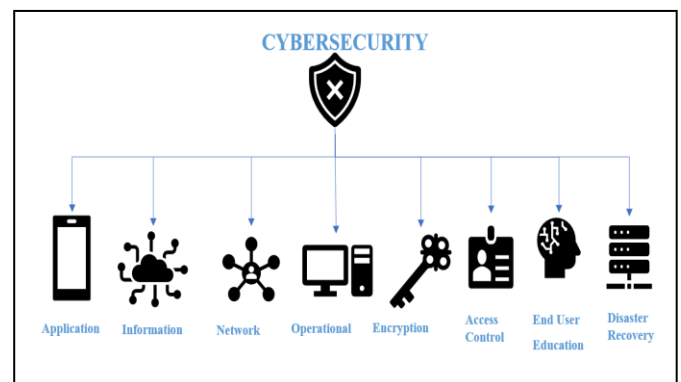 CYBERSECURITY
Application
Information
Network
Operational
Encryption
Access
Control
End User
Education
Disaster
Recovery